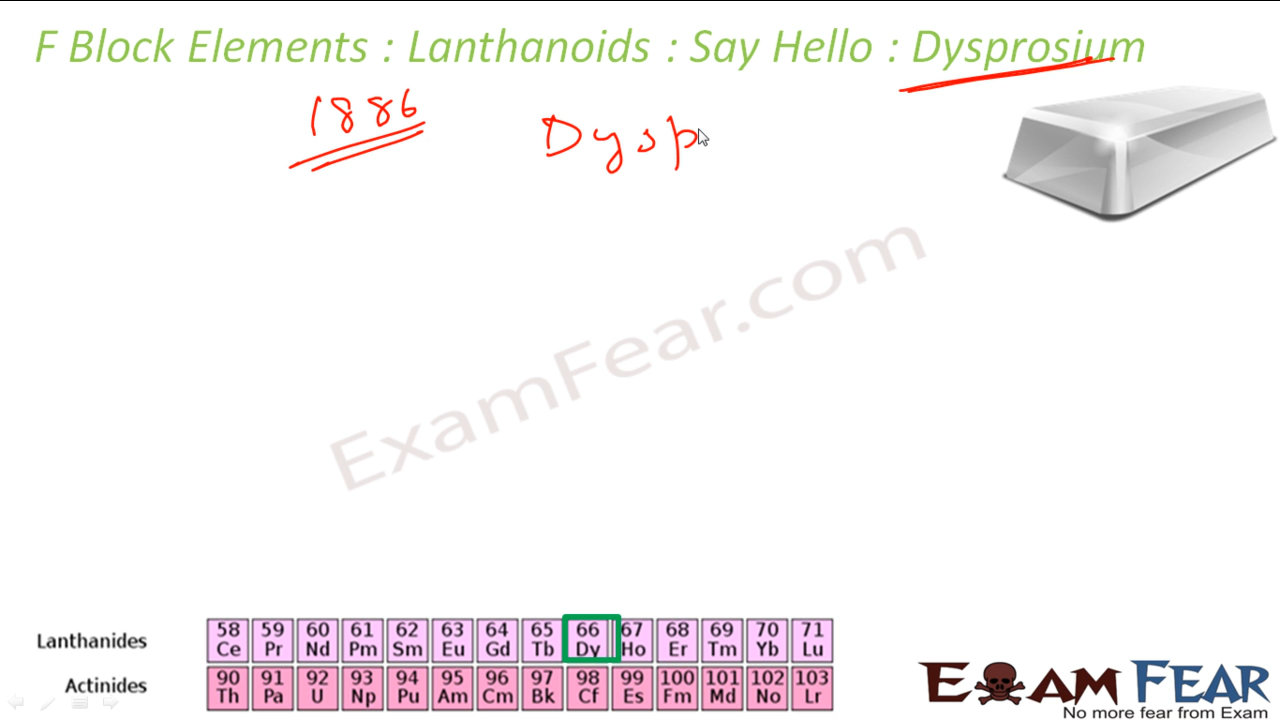 F Block Elements : Lanthanoids : Say Hello : Dysprosium
1886 Dysp
ExamFear.com
Lanthanides 58 59 60 61 62 63 64 65 66 67 68 69 70 71
Ce Pr Nd Pm Sm Eu Gd Tb Dy Ho Er Tm Yb Lu
Actinides 90 91 92 93 94 95 96 97 98 99 100 101 102 103
Th Pa U Np Pu Am Cm Bk Cf Es Fm Md No Lr
EXAM FEAR
No more fear from Exam